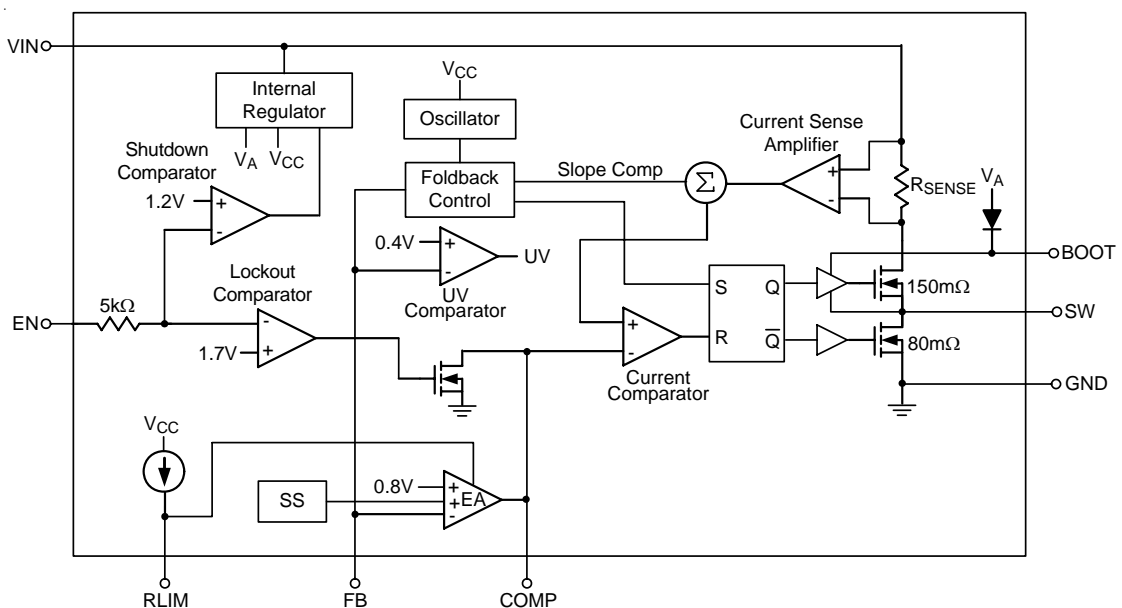 VIN
Internal
Regulator
VA
VCC
Shutdown
Comparator
1.2V
+
-
VCC
Oscillator
Foldback
Control
Slope Comp
Σ
Current Sense
Amplifier
+
-
RSENSE
VA
0.4V
+
-
UV
UV
Comparator
BOOT
Lockout
Comparator
5kΩ
EN
-
1.7V
+
S
Q
R
Q
150mΩ
SW
80mΩ
+
-
Current
Comparator
GND
VCC
SS
0.8V
+
+
-
EA
RLIM
FB
COMP